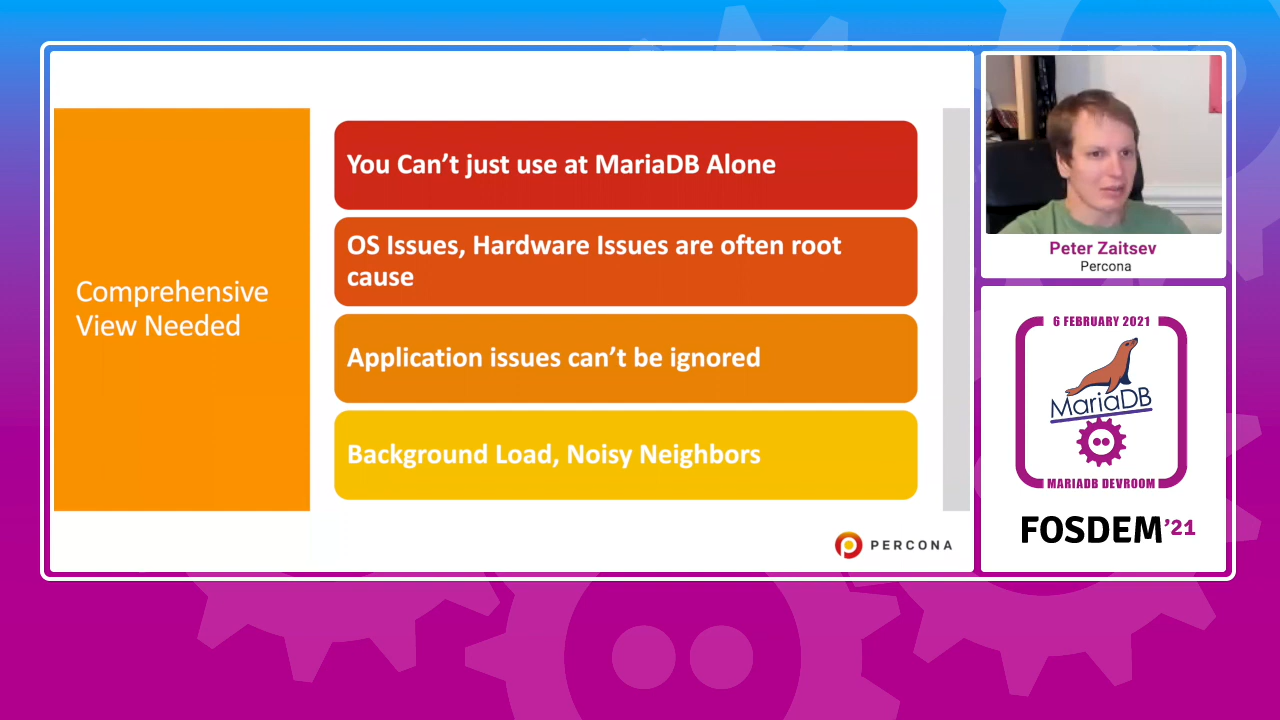 Comprehensive
View Needed
You Can't just use at MariaDB Alone
OS Issues, Hardware Issues are often root
cause
Application issues can't be ignored
Background Load, Noisy Neighbors
PERCONA
Peter Zaitsev
Percona
6 FEBRUARY 2021
MariaDB
MARIADB DEVROOM
FOSDEM'21